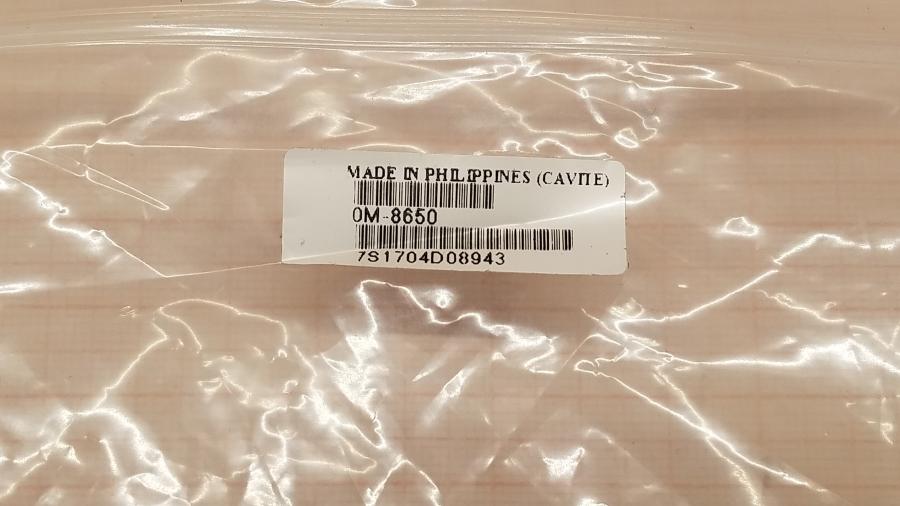 MADE IN PHILIPPINES (CAVITE)
0M-8650
7S1704D08943